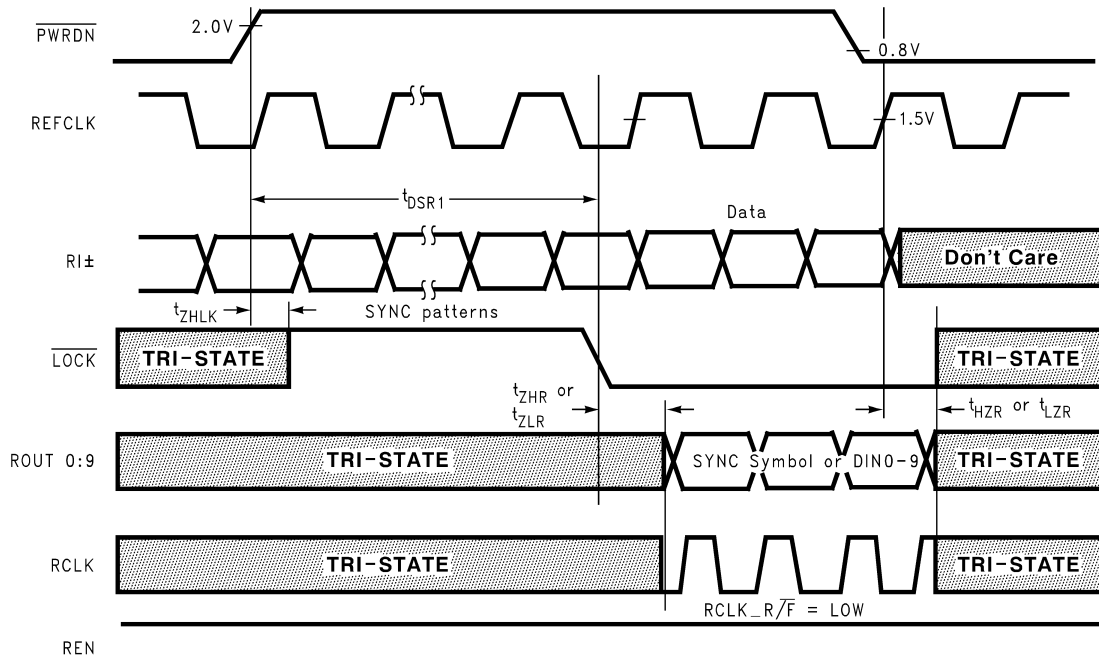 PWRDN
2.0V
0.8V
REFCLK
1.5V
tDSR1
Data
RI±
Don't Care
tZHLK
SYNC patterns
LOCK
TRI-STATE
TRI-STATE
tZHR or
tZLR
tHZR or tLZR
ROUT 0:9
TRI-STATE
SYNC Symbol or DIN0-9
TRI-STATE
RCLK
TRI-STATE
TRI-STATE
RCLK_R/F = LOW
REN